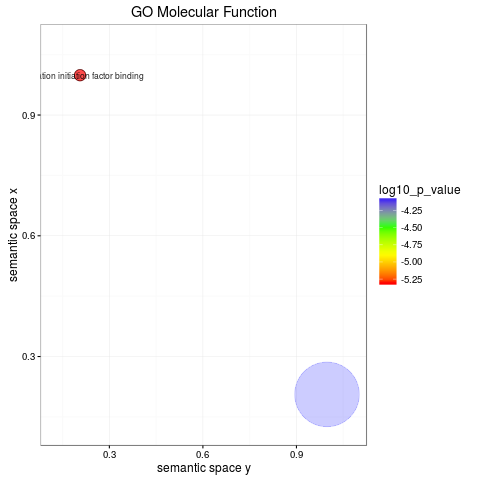 GO Molecular Function
tion initiation factor binding
0.9
0.6
0.3
0.3
0.6
0.9
semantic space x
semantic space y
log10_p_value
-4.25
-4.50
-4.75
-5.00
-5.25